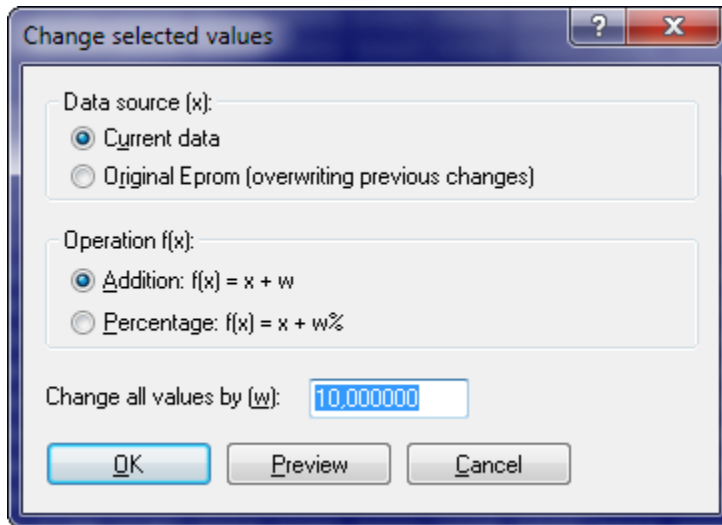 Change selected values
?
X
Data source (x):
Current data
Original Eprom (overwriting previous changes)
Operation f(x):
Addition: f(x) = x + w
Percentage: f(x) = x + w%
Change all values by (w): 10,000000
OK Preview Cancel